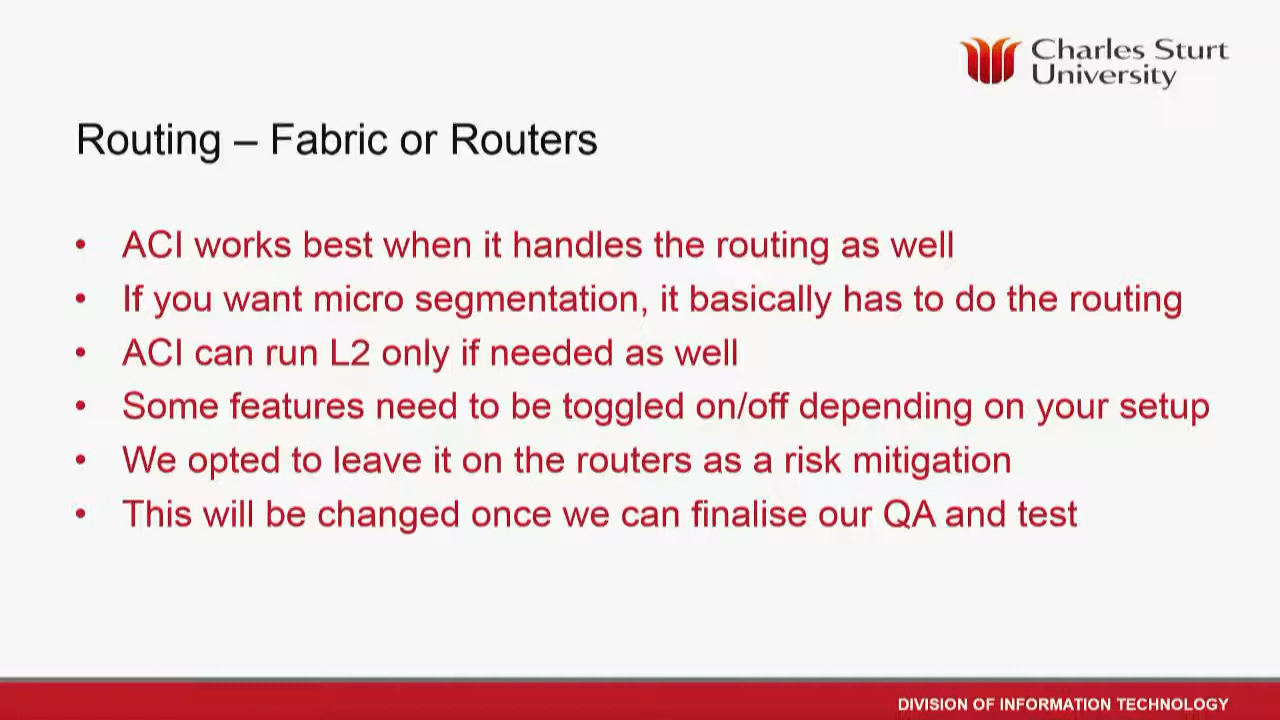 Charles Sturt
University
Routing – Fabric or Routers
• ACI works best when it handles the routing as well
• If you want micro segmentation, it basically has to do the routing
• ACI can run L2 only if needed as well
• Some features need to be toggled on/off depending on your setup
• We opted to leave it on the routers as a risk mitigation
• This will be changed once we can finalise our QA and test
DIVISION OF INFORMATION TECHNOLOGY